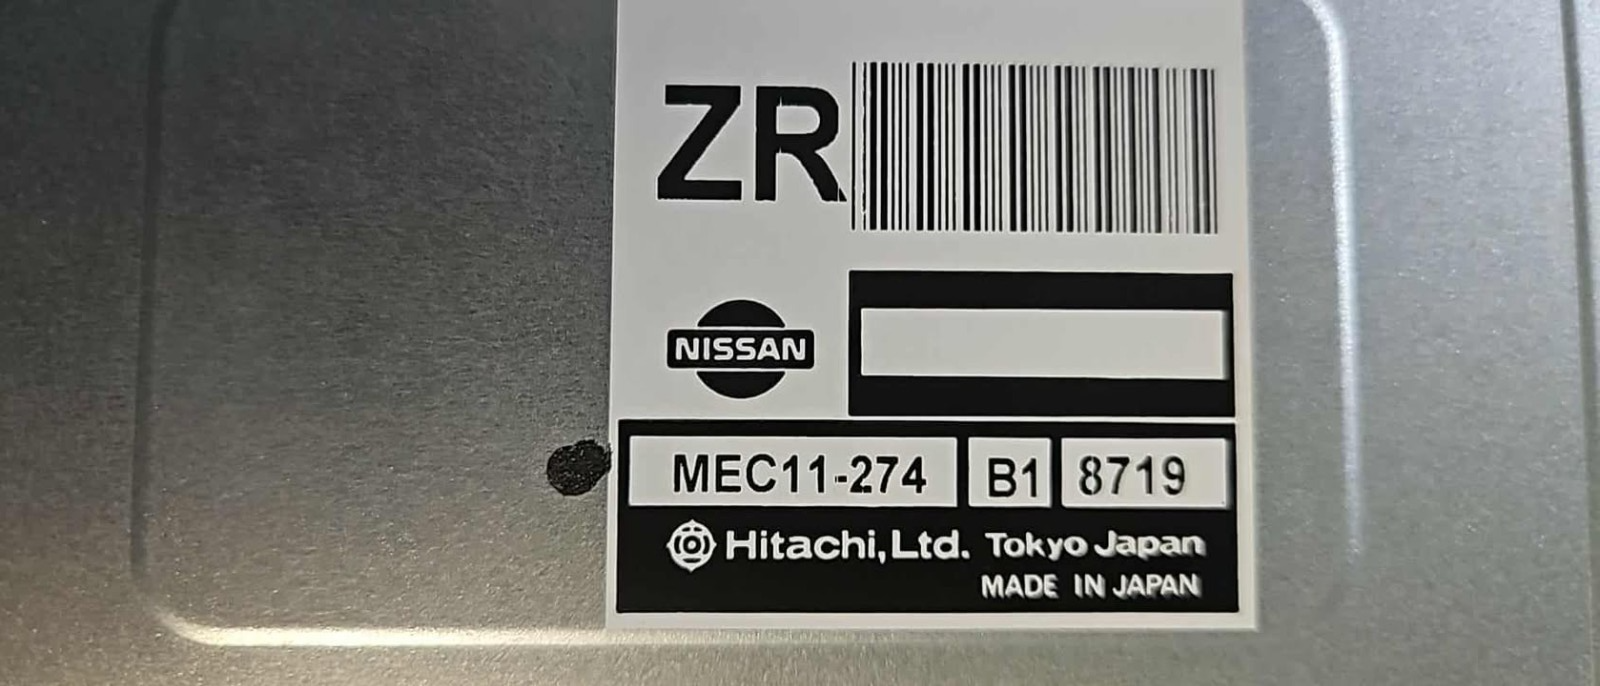 ZR
NISSAN
MEC11-274 B1 8719
Hitachi,Ltd. Tokyo Japan
MADE IN JAPAN